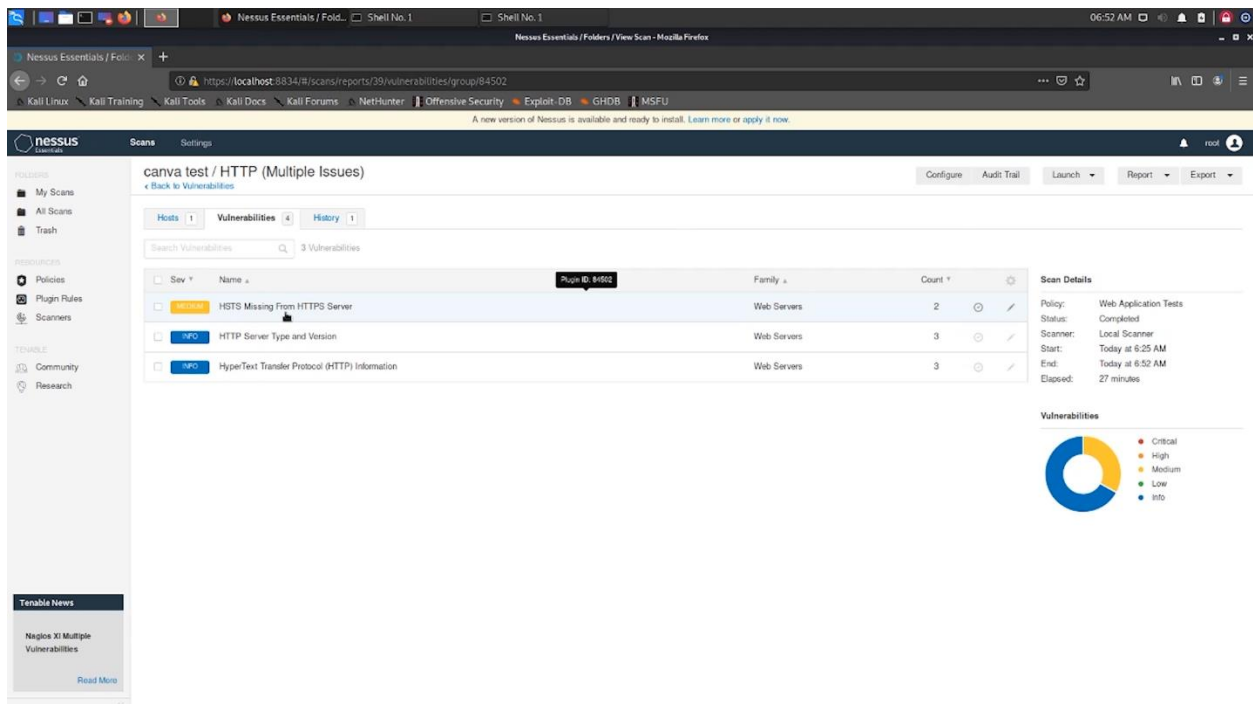 Nessus Essentials / Fold...
Shell No. 1
Shell No. 1
06:52 AM
Nessus Essentials / Folders / View Scan - Mozilla Firefox
Nessus Essentials / Fold
https://localhost:8834/#/scans/reports/39/vulnerabilities/group/84502
Kali Linux Kali Training Kali Tools Kali Docs Kali Forums NetHunter Offensive Security Exploit-DB GHDB MSFU
A new version of Nessus is available and ready to install. Learn more or apply it now.
nessus
Essentials
Scans Settings
root
FOLDERS
My Scans
All Scans
Trash
RESOURCES
Policies
Plugin Rules
Scanners
TENABLE
Community
Research
canva test / HTTP (Multiple Issues)
< Back to Vulnerabilities
Configure Audit Trail Launch Report Export
Hosts 1 Vulnerabilities 4 History 1
Search Vulnerabilities 3 Vulnerabilities
Sev Name Family Count
Plugin ID: 84502
MEDIUM HSTS Missing From HTTPS Server Web Servers 2
INFO HTTP Server Type and Version Web Servers 3
INFO HyperText Transfer Protocol (HTTP) Information Web Servers 3
Scan Details
Policy: Web Application Tests
Status: Completed
Scanner: Local Scanner
Start: Today at 6:25 AM
End: Today at 6:52 AM
Elapsed: 27 minutes
Vulnerabilities
Critical
High
Medium
Low
Info
Tenable News
Nagios XI Multiple
Vulnerabilities
Read More